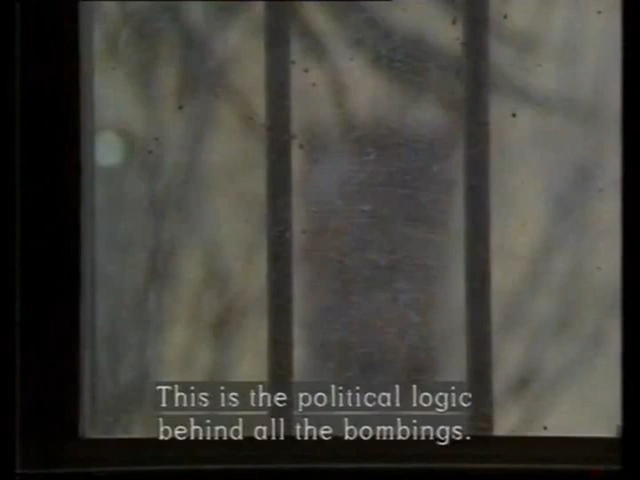 This is the political logic
behind all the bombings.